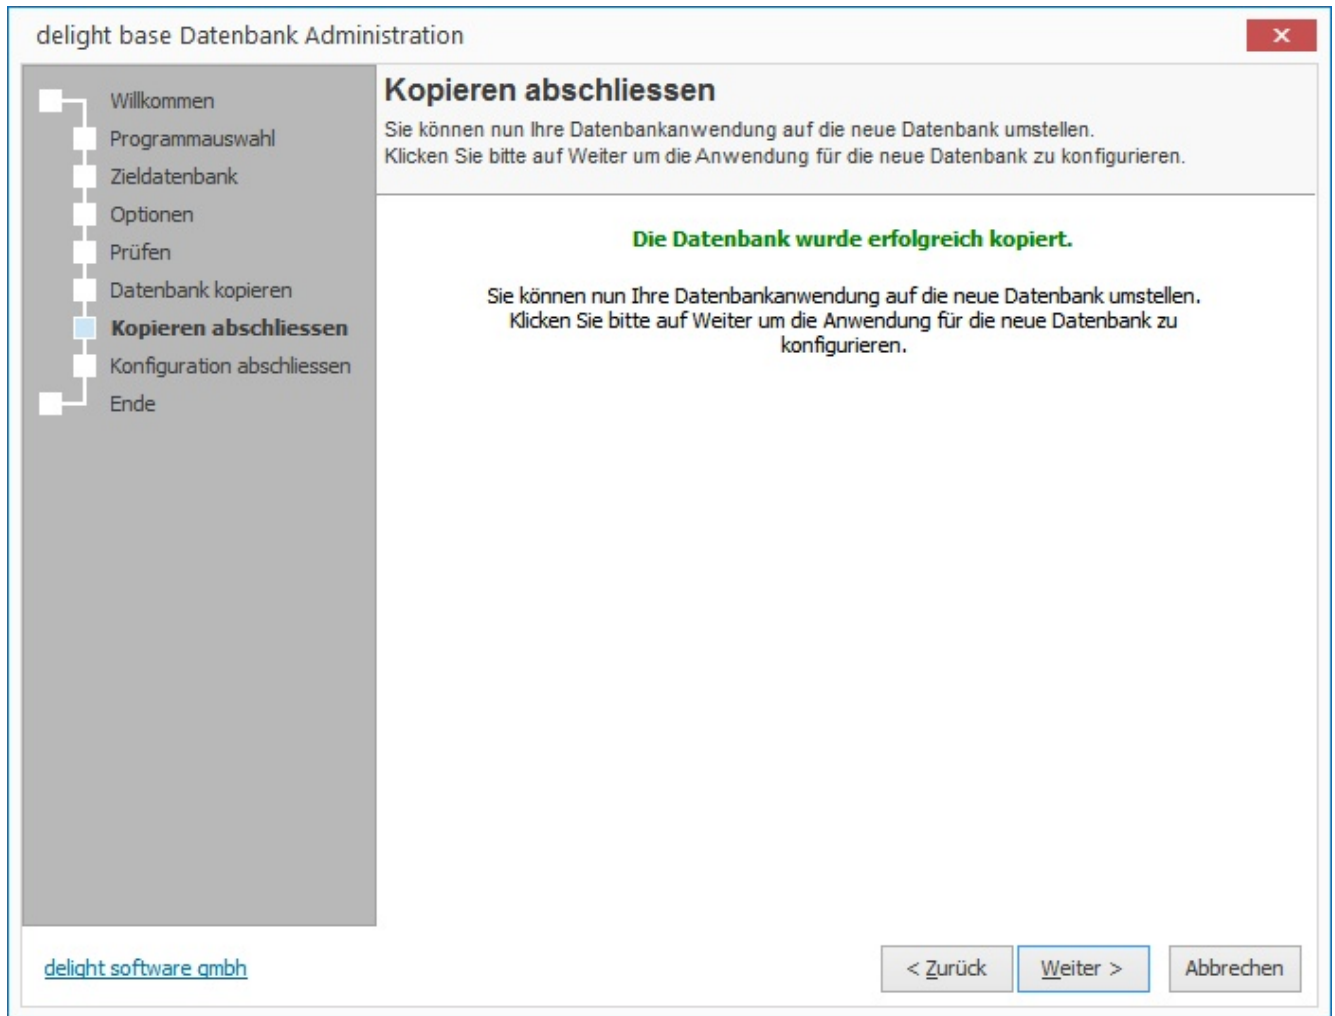 delight base Datenbank Administration
Willkommen
Programmauswahl
Zieldatenbank
Optionen
Prüfen
Datenbank kopieren
Kopieren abschliessen
Konfiguration abschliessen
Ende
Kopieren abschliessen
Sie können nun Ihre Datenbankanwendung auf die neue Datenbank umstellen.
Klicken Sie bitte auf Weiter um die Anwendung für die neue Datenbank zu konfigurieren.
Die Datenbank wurde erfolgreich kopiert.
Sie können nun Ihre Datenbankanwendung auf die neue Datenbank umstellen.
Klicken Sie bitte auf Weiter um die Anwendung für die neue Datenbank zu
konfigurieren.
delight software gmbh
< Zurück
Weiter >
Abbrechen